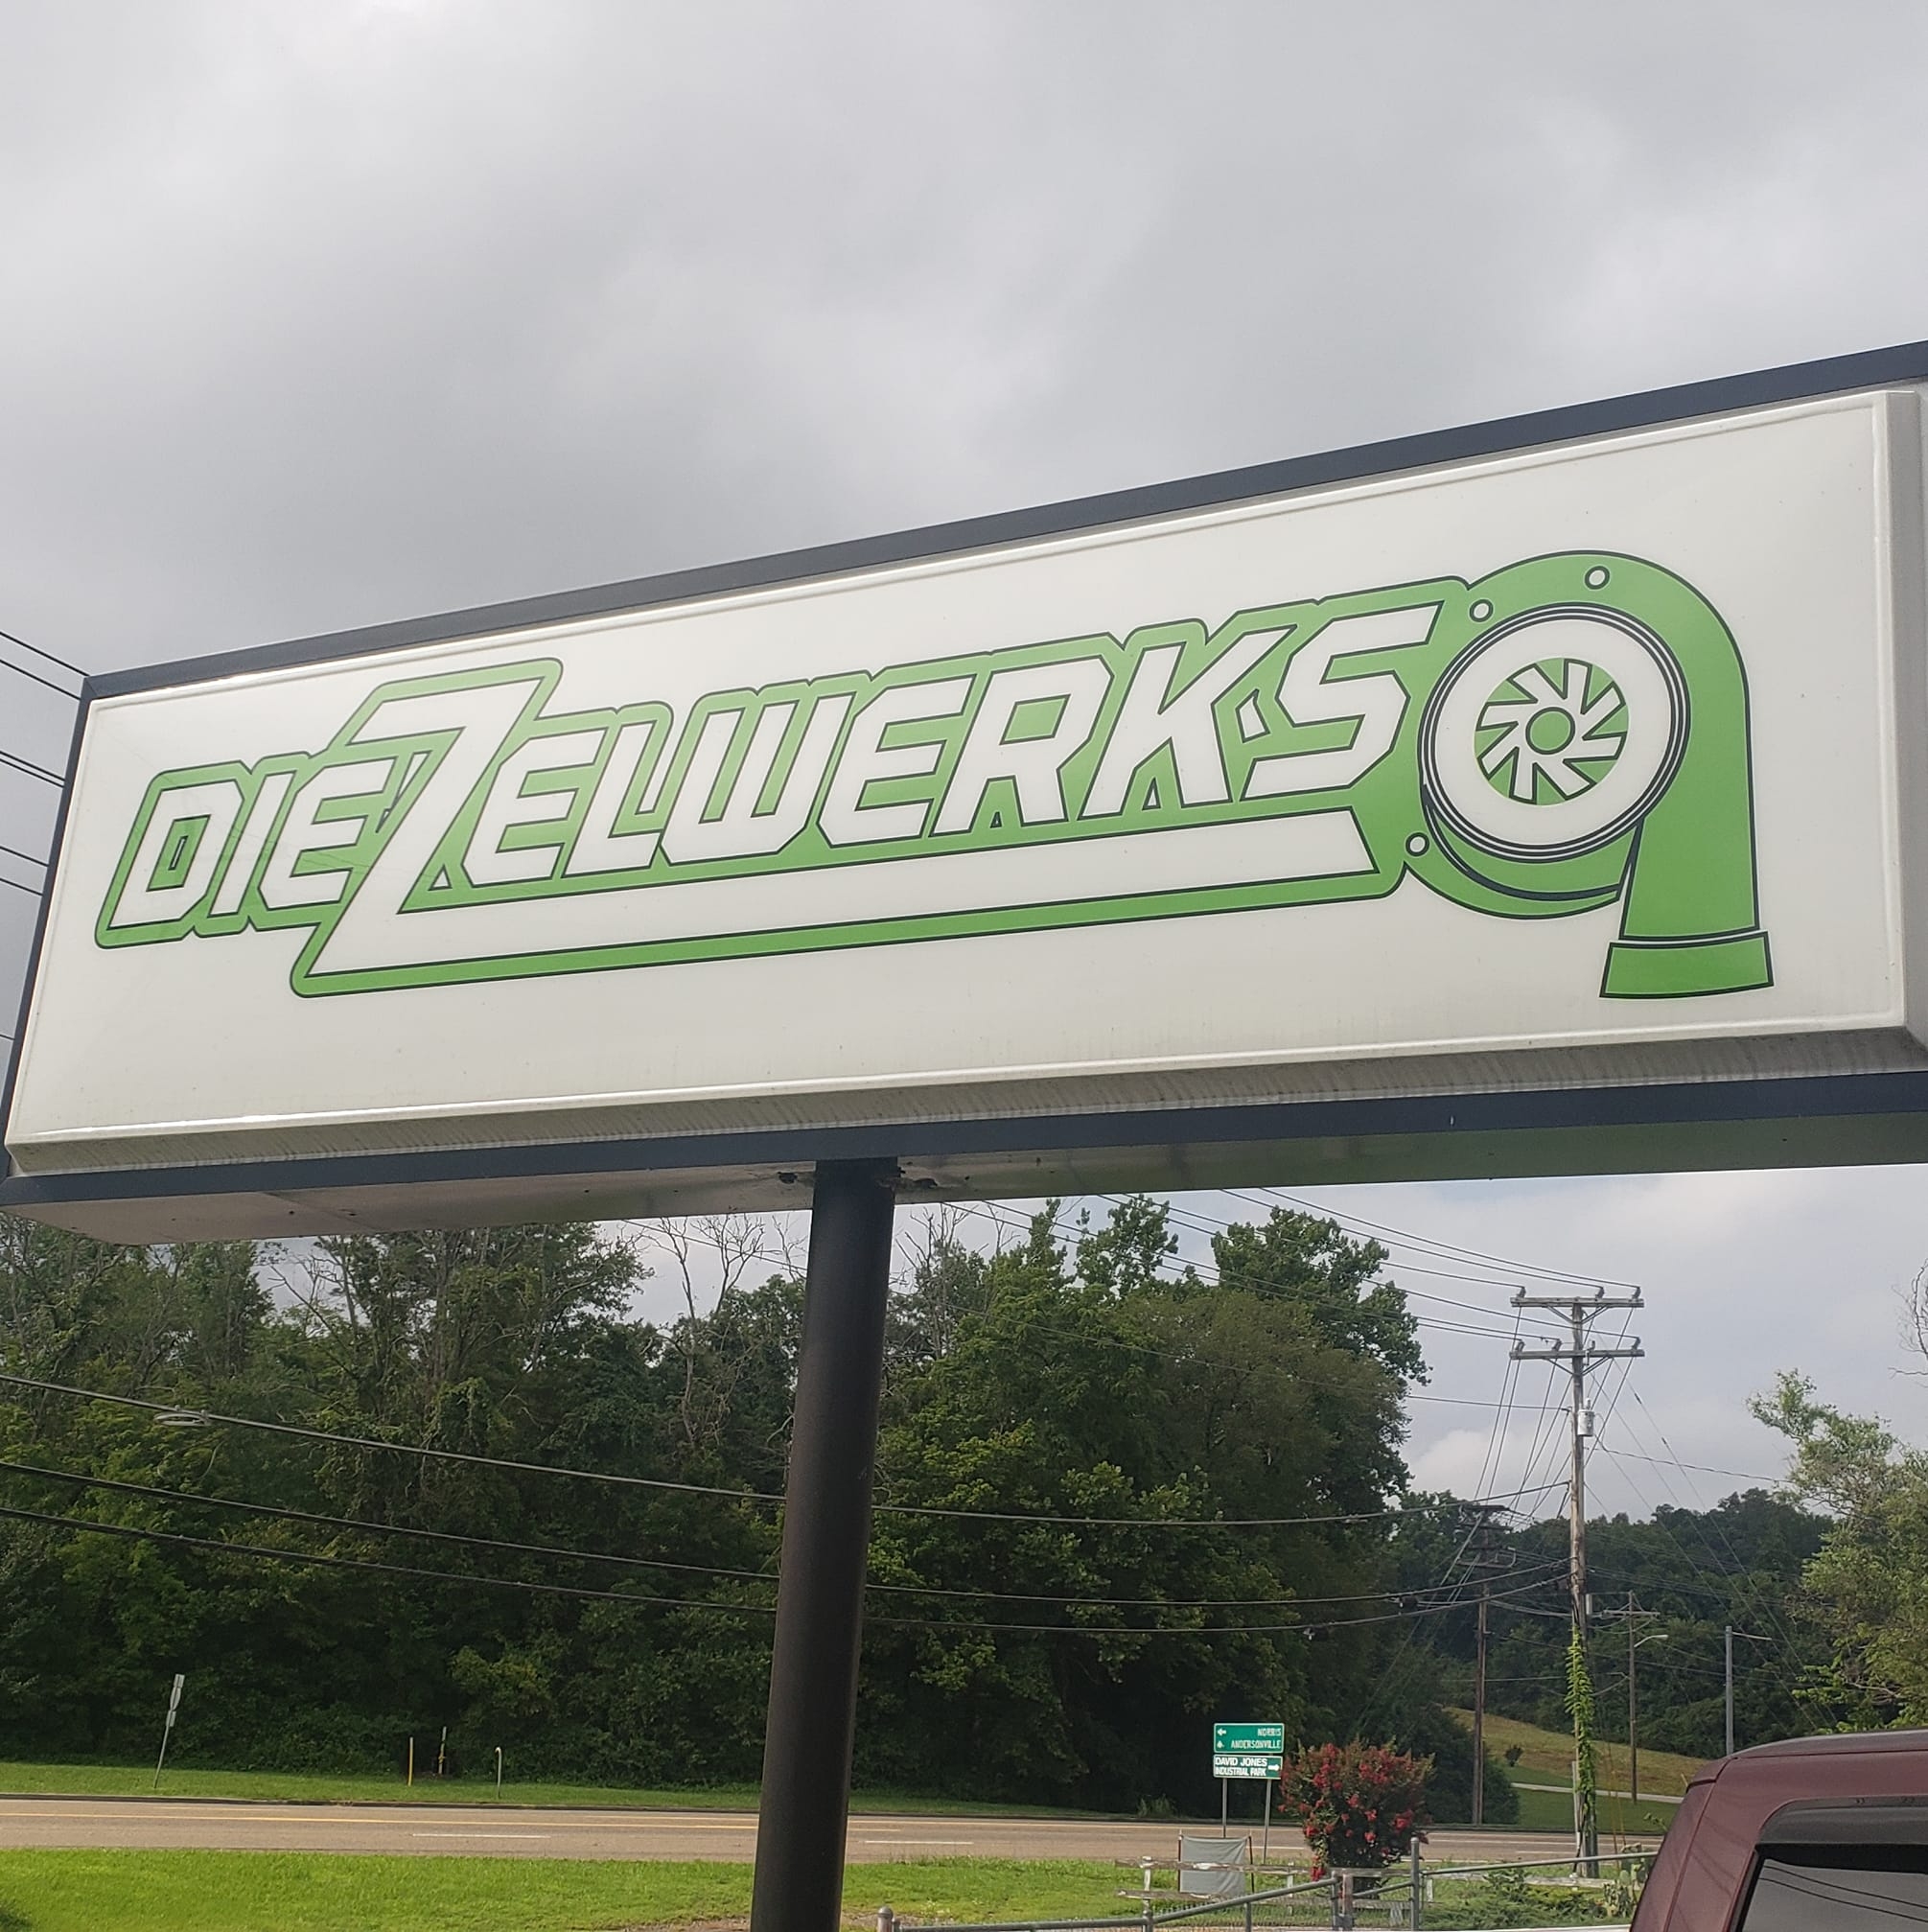 DIEZELWERKS
NORRIS
ANDERSONVILLE
DAVID JONES
INDUSTRIAL PARK